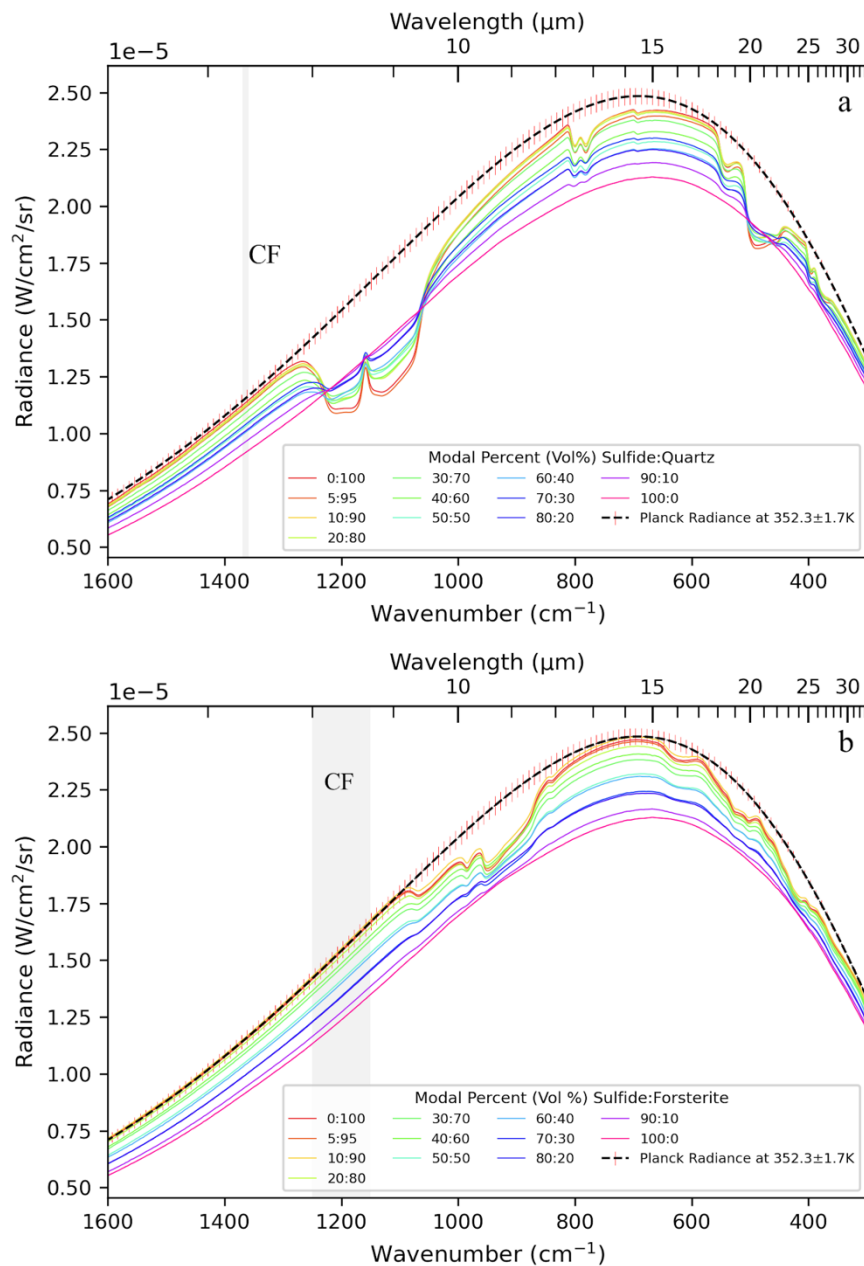 Wavelength (μm)
10 15 20 25 30
1e−5
a
2.50
2.25
2.00
1.75
1.50
1.25
1.00
0.75
0.50
Radiance (W/cm²/sr)
CF
Modal Percent (Vol%) Sulfide:Quartz
0:100 30:70 60:40 90:10
5:95 40:60 70:30 100:0
10:90 50:50 80:20 Planck Radiance at 352.3±1.7K
20:80
1600 1400 1200 1000 800 600 400
Wavenumber (cm⁻¹)
Wavelength (μm)
10 15 20 25 30
1e−5
b
2.50
2.25
2.00
1.75
1.50
1.25
1.00
0.75
0.50
Radiance (W/cm²/sr)
CF
Modal Percent (Vol %) Sulfide:Forsterite
0:100 30:70 60:40 90:10
5:95 40:60 70:30 100:0
10:90 50:50 80:20 Planck Radiance at 352.3±1.7K
20:80
1600 1400 1200 1000 800 600 400
Wavenumber (cm⁻¹)